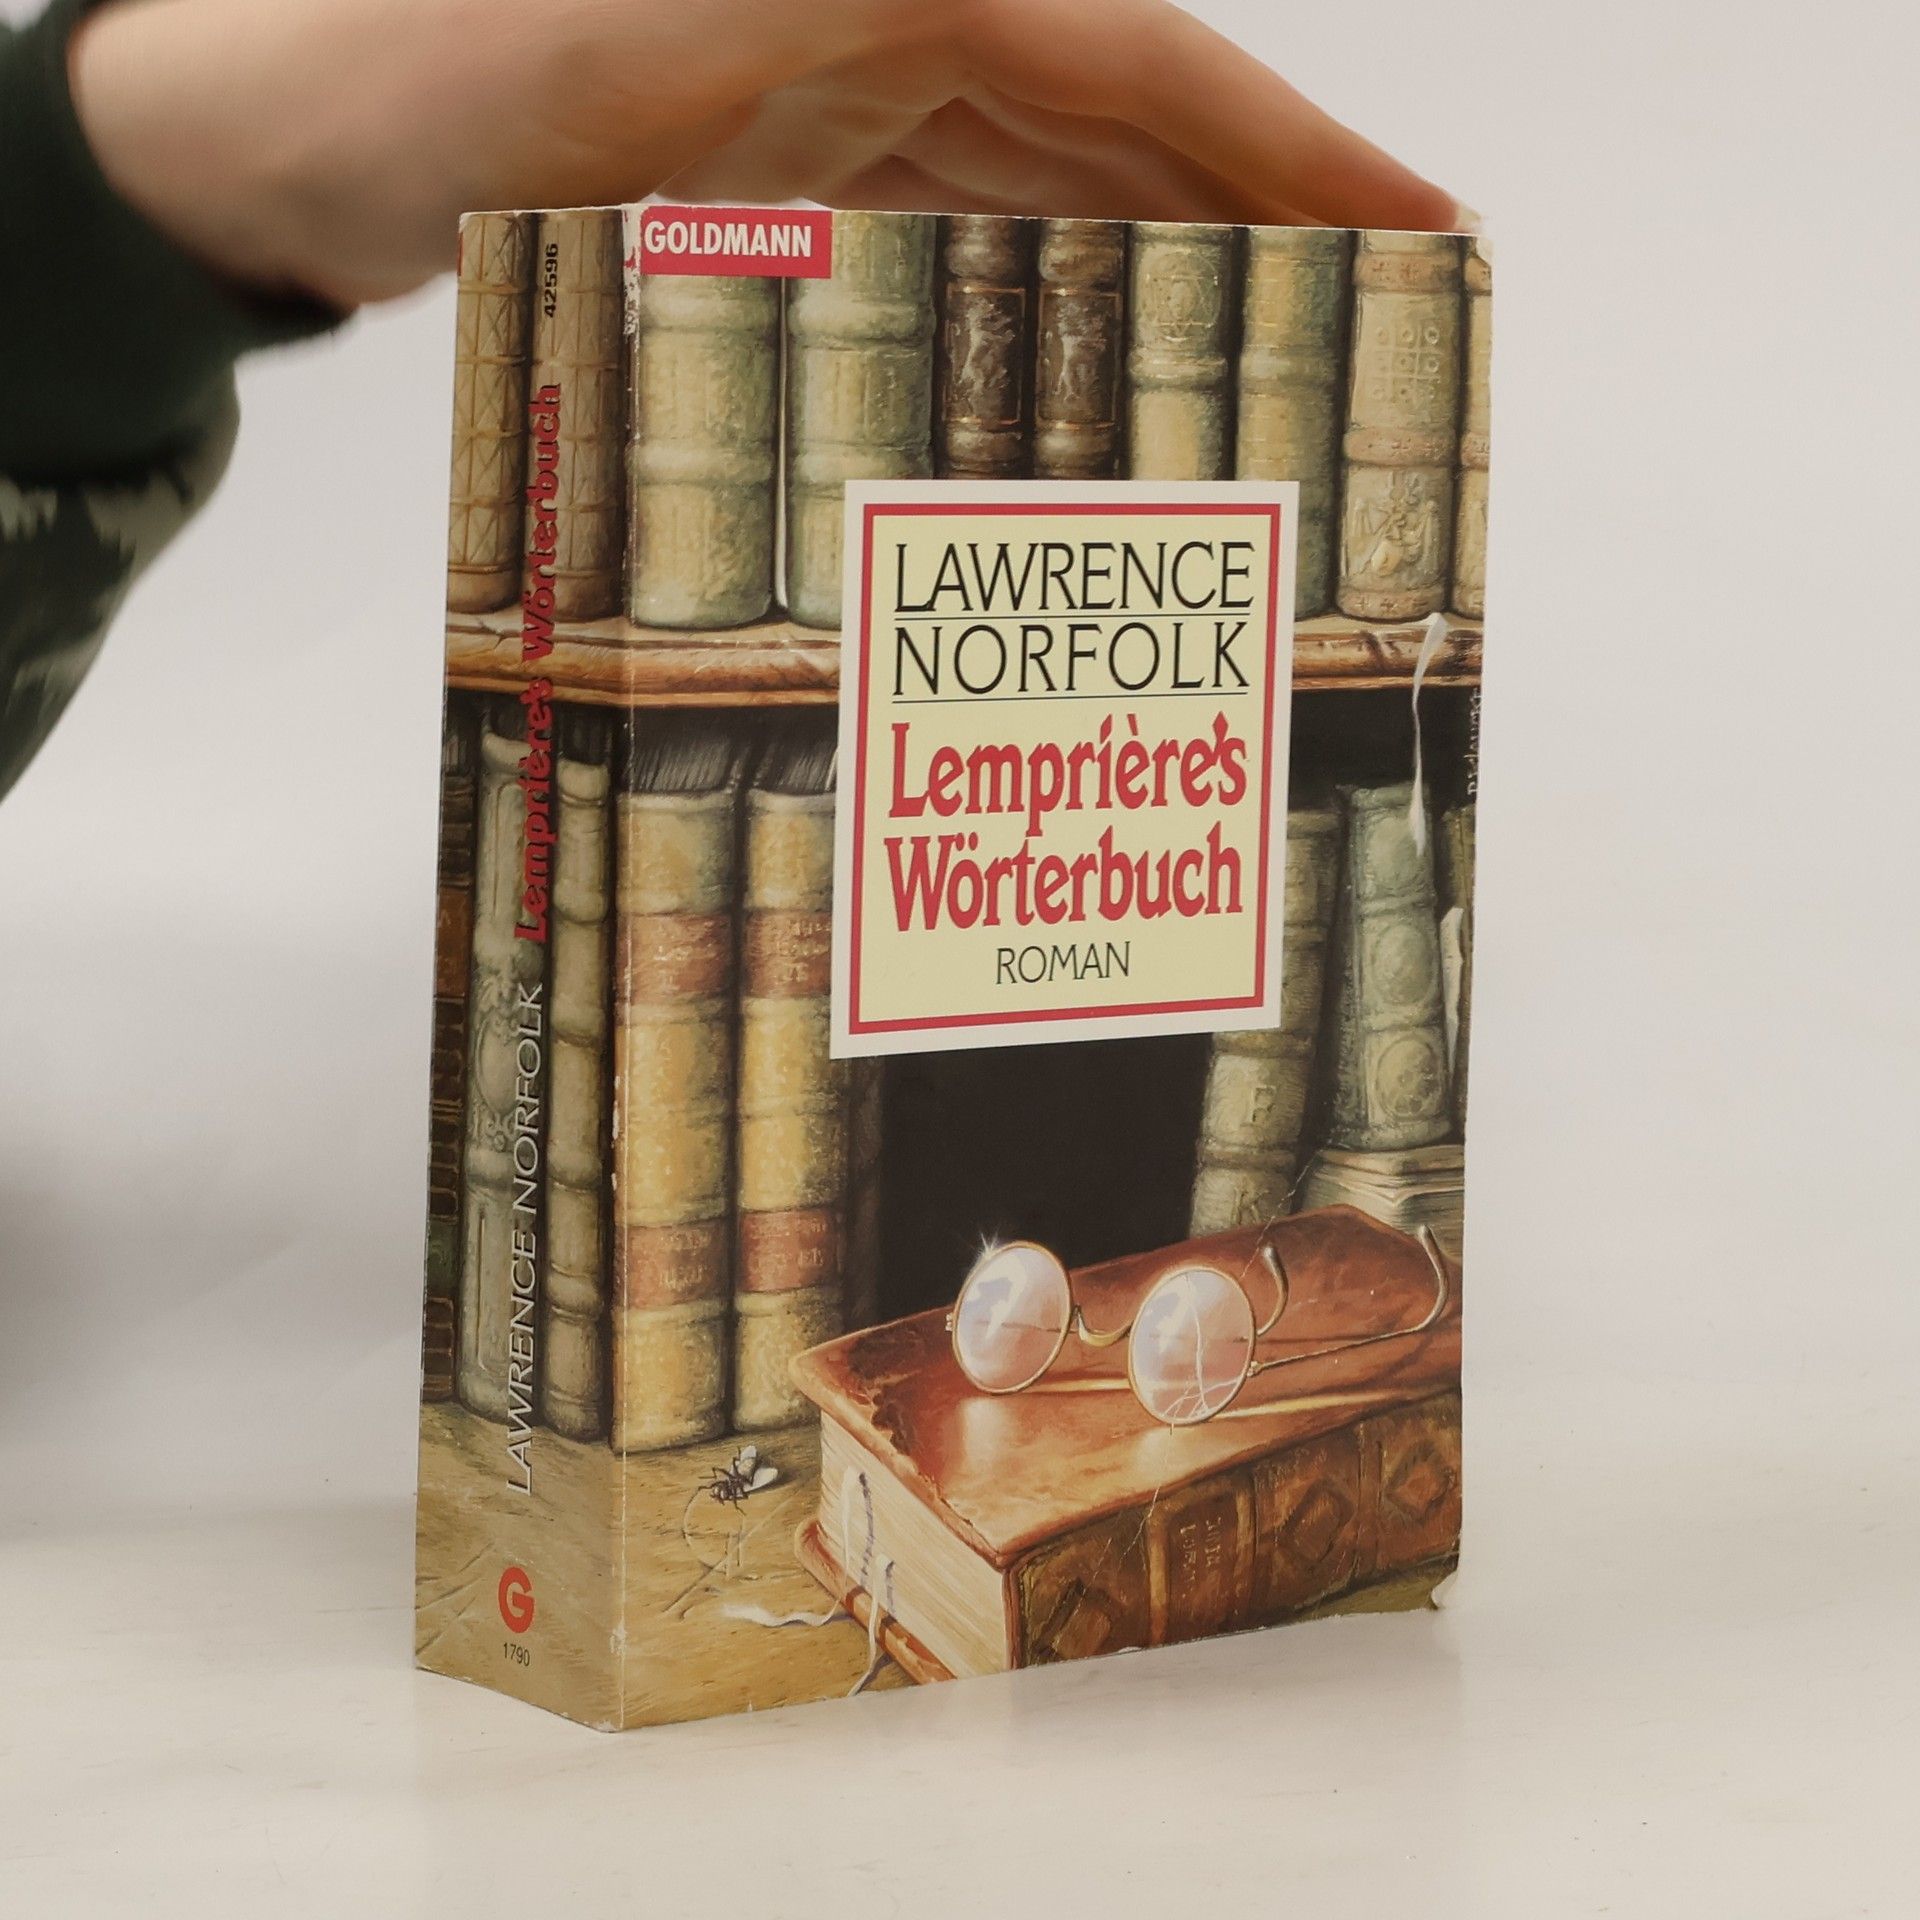 GOLDMANN
LAWRENCE
NORFOLK
Lemprière's
Wörterbuch
ROMAN
LAWRENCE NORFOLK Lemprière's Wörterbuch 42596
G
1790